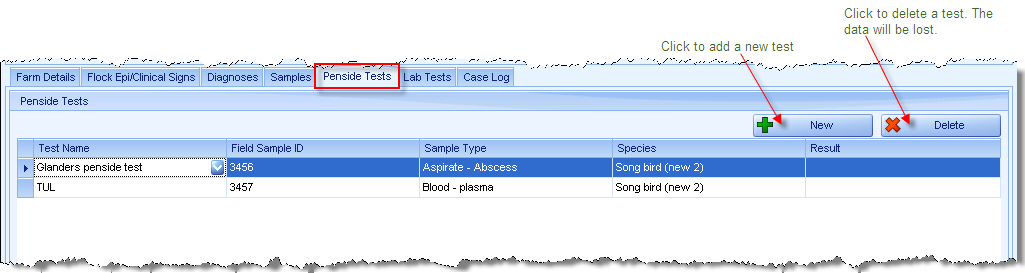 Click to delete a test. The
data will be lost.
Click to add a new test
Farm Details Flock Epi/Clinical Signs Diagnoses Samples Penside Tests Lab Tests Case Log
Penside Tests
New Delete
Test Name Field Sample ID Sample Type Species Result
Glanders penside test 3456 Aspirate - Abscess Song bird (new 2)
TUL 3457 Blood - plasma Song bird (new 2)